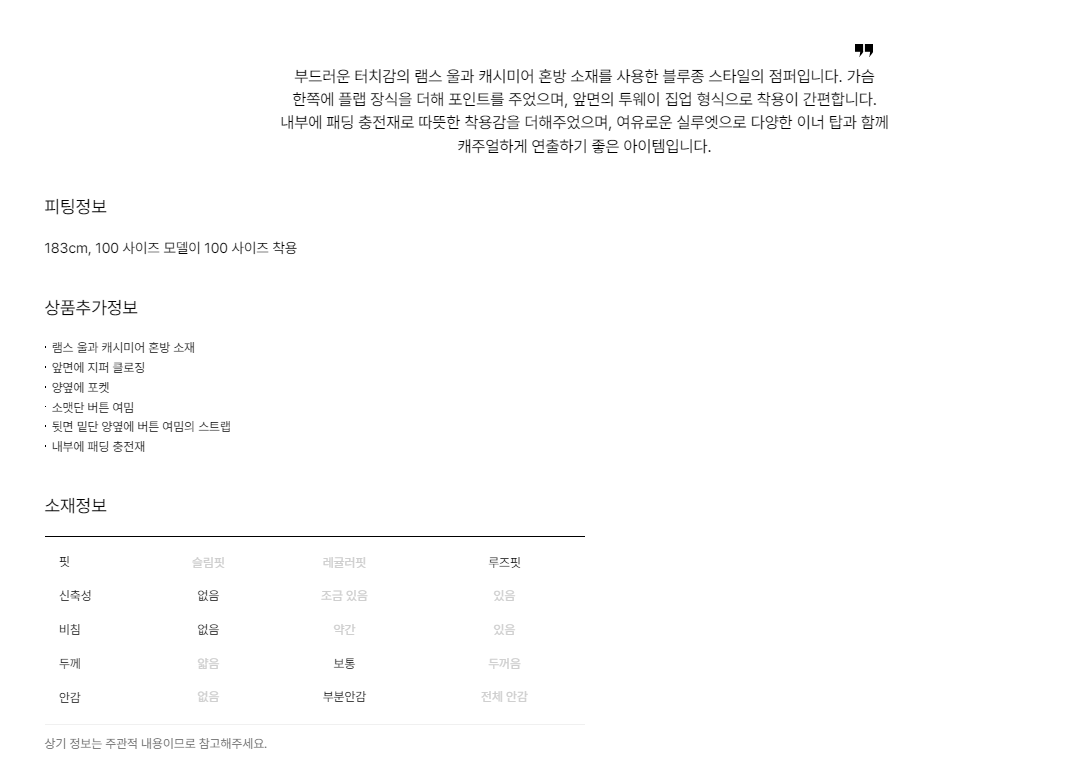 ❞
부드러운 터치감의 램스 울과 캐시미어 혼방 소재를 사용한 블루종 스타일의 점퍼입니다. 가슴
한쪽에 플랩 장식을 더해 포인트를 주었으며, 앞면의 투웨이 집업 형식으로 착용이 간편합니다.
내부에 패딩 충전재로 따뜻한 착용감을 더해주었으며, 여유로운 실루엣으로 다양한 이너 탑과 함께
캐주얼하게 연출하기 좋은 아이템입니다.
피팅정보
183cm, 100 사이즈 모델이 100 사이즈 착용
상품추가정보
· 램스 울과 캐시미어 혼방 소재
· 앞면에 지퍼 클로징
· 양옆에 포켓
· 소맷단 버튼 여밈
· 뒷면 밑단 양옆에 버튼 여밈의 스트랩
· 내부에 패딩 충전재
소재정보
핏 슬림핏 레귤러핏 루즈핏
신축성 없음 조금 있음 있음
비침 없음 약간 있음
두께 얇음 보통 두꺼움
안감 없음 부분안감 전체 안감
상기 정보는 주관적 내용이므로 참고해주세요.